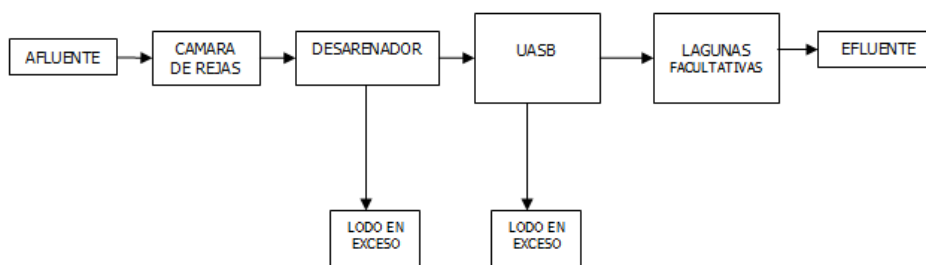 AFLUENTE
CAMARA
DE REJAS
DESARENADOR
UASB
LAGUNAS
FACULTATIVAS
EFLUENTE
LODO EN
EXCESO
LODO EN
EXCESO